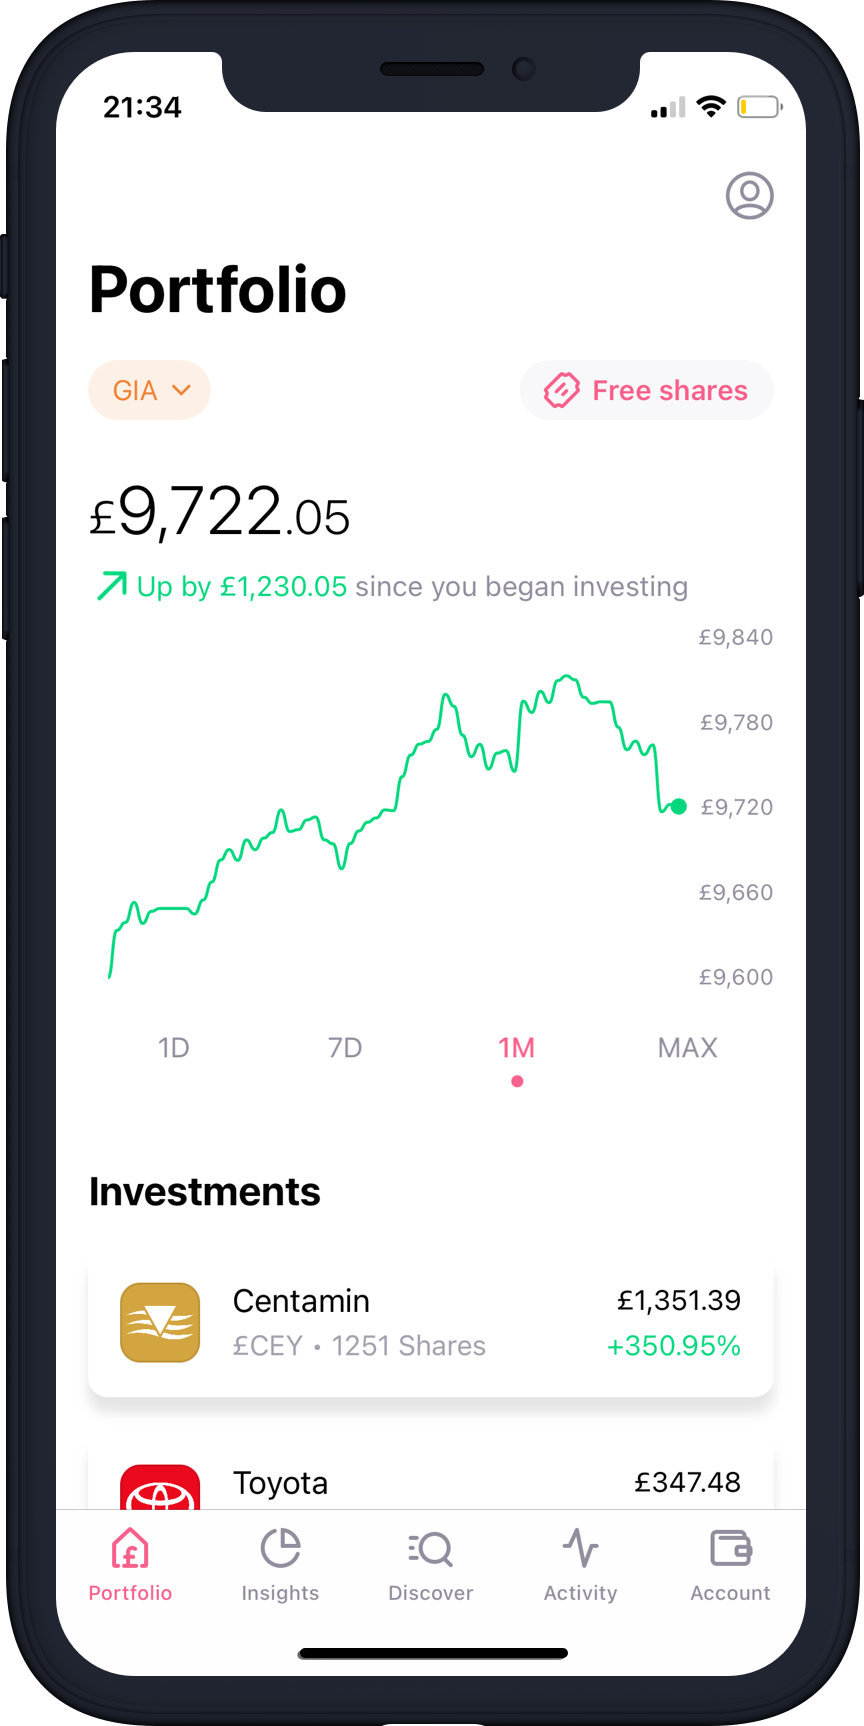 21:34
Portfolio
GIA
Free shares
£9,722.05
Up by £1,230.05 since you began investing
£9,840
£9,780
£9,720
£9,660
£9,600
1D 7D 1M MAX
Investments
Centamin £1,351.39
£CEY • 1251 Shares +350.95%
Toyota £347.48
£
Portfolio Insights Discover Activity Account